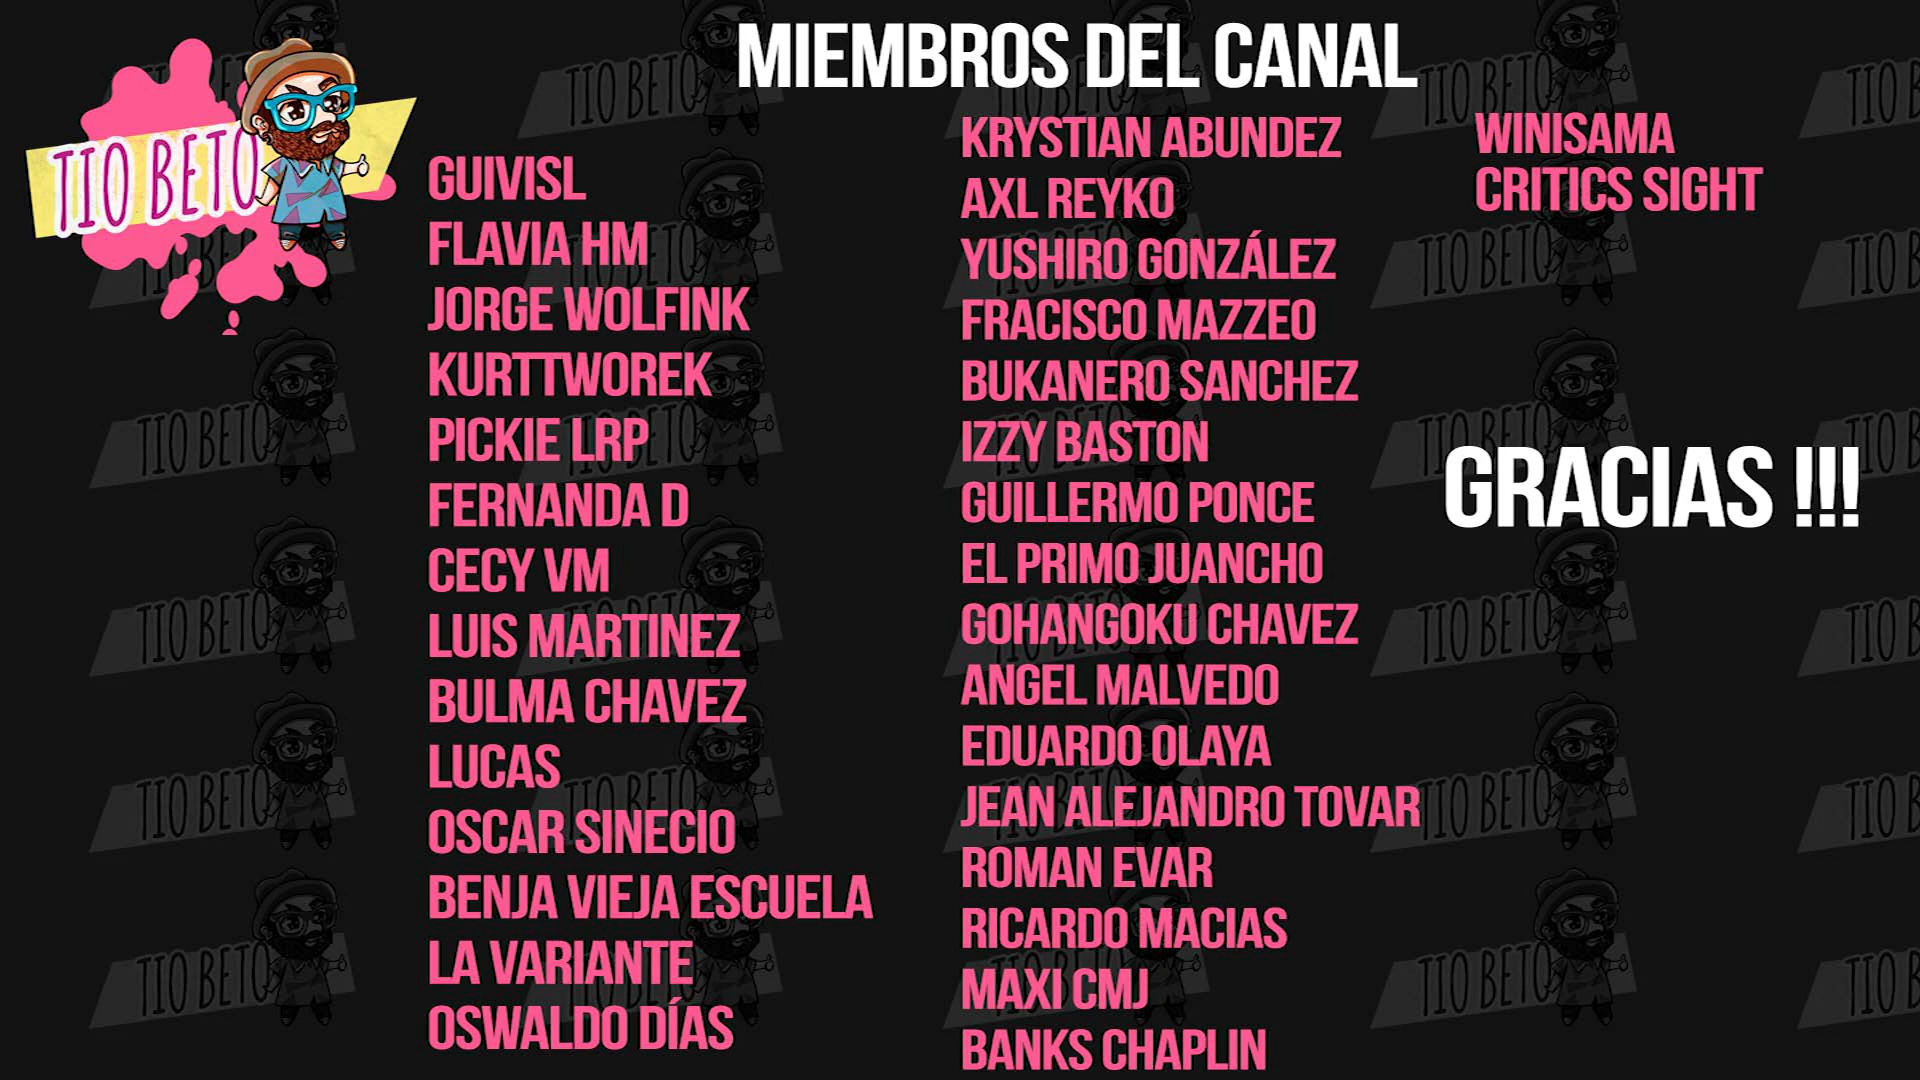 MIEMBROS DEL CANAL
TIO BETO
GUIVISL
FLAVIA HM
JORGE WOLFINK
KURTTWOREK
PICKIE LRP
FERNANDA D
CECY VM
LUIS MARTINEZ
BULMA CHAVEZ
LUCAS
OSCAR SINECIO
BENJA VIEJA ESCUELA
LA VARIANTE
OSWALDO DÍAS
KRYSTIAN ABUNDEZ
AXL REYKO
YUSHIRO GONZÁLEZ
FRACISCO MAZZEO
BUKANERO SANCHEZ
IZZY BASTON
GUILLERMO PONCE
EL PRIMO JUANCHO
GOHANGOKU CHAVEZ
ANGEL MALVEDO
EDUARDO OLAYA
JEAN ALEJANDRO TOVAR
ROMAN EVAR
RICARDO MACIAS
MAXI CMJ
BANKS CHAPLIN
WINISAMA
CRITICS SIGHT
GRACIAS !!!